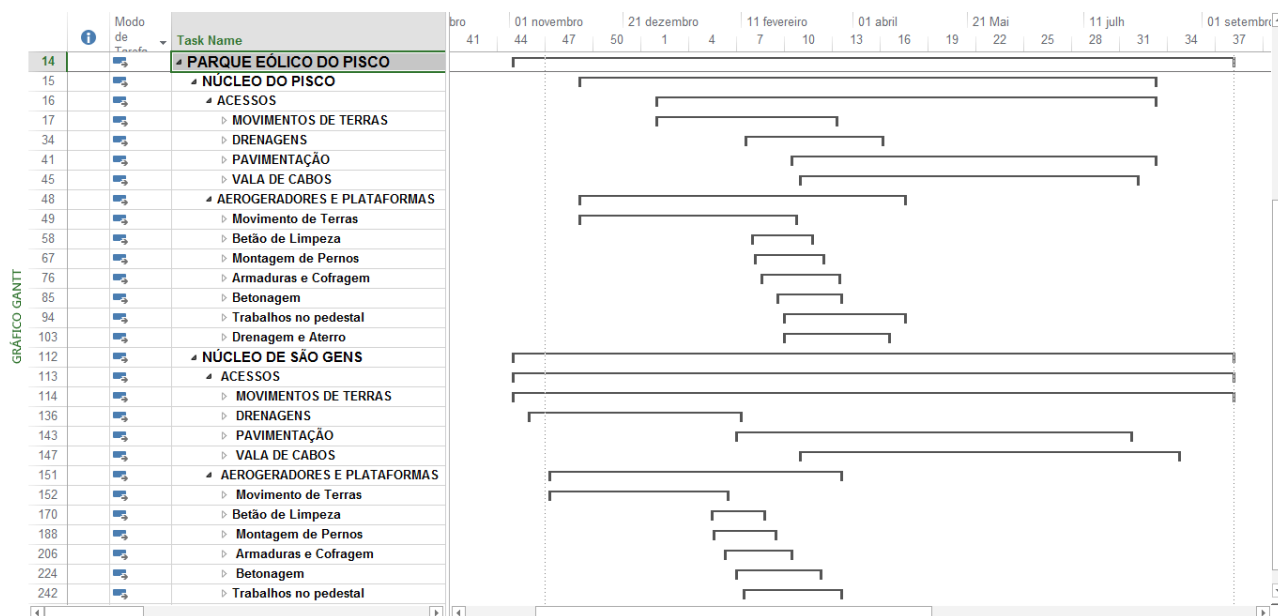 Modo de Tarefa
Task Name
bro 01 novembro 21 dezembro 11 fevereiro 01 abril 21 Mai 11 julh 01 setembro
41 44 47 50 1 4 7 10 13 16 19 22 25 28 31 34 37
GRÁFICO GANTT
14 PARQUE EÓLICO DO PISCO
15 NÚCLEO DO PISCO
16 ACESSOS
17 MOVIMENTOS DE TERRAS
34 DRENAGENS
41 PAVIMENTAÇÃO
45 VALA DE CABOS
48 AEROGERADORES E PLATAFORMAS
49 Movimento de Terras
58 Betão de Limpeza
67 Montagem de Pernos
76 Armaduras e Cofragem
85 Betonagem
94 Trabalhos no pedestal
103 Drenagem e Aterro
112 NÚCLEO DE SÃO GENS
113 ACESSOS
114 MOVIMENTOS DE TERRAS
136 DRENAGENS
143 PAVIMENTAÇÃO
147 VALA DE CABOS
151 AEROGERADORES E PLATAFORMAS
152 Movimento de Terras
170 Betão de Limpeza
188 Montagem de Pernos
206 Armaduras e Cofragem
224 Betonagem
242 Trabalhos no pedestal